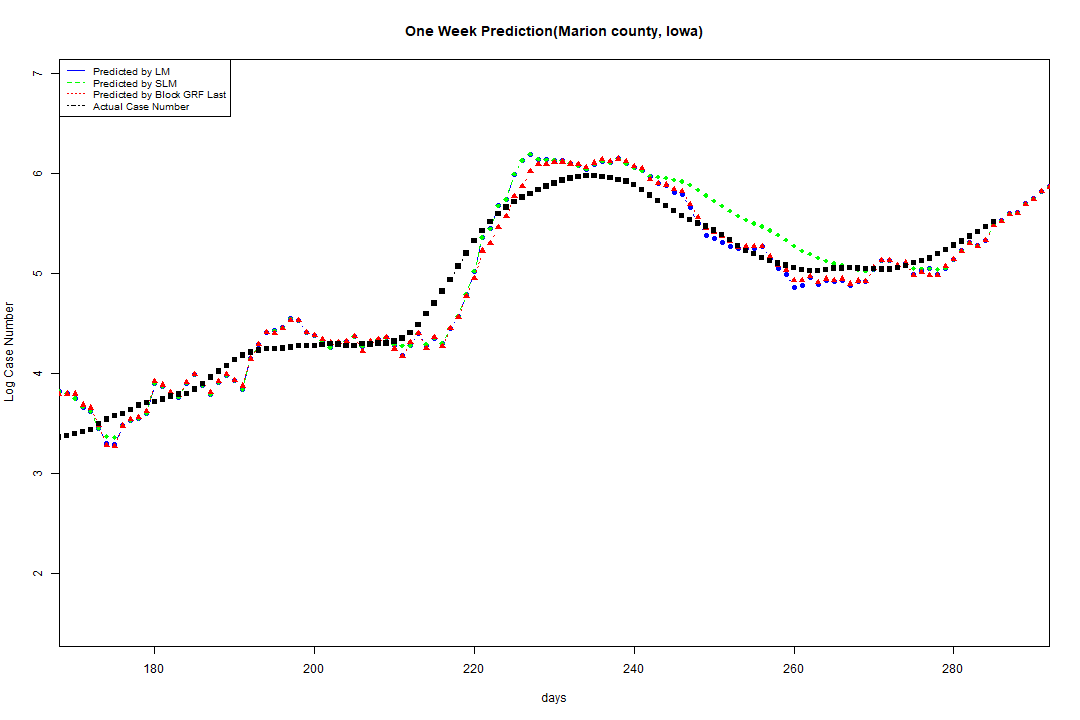 One Week Prediction(Marion county, Iowa)
Predicted by LM
Predicted by SLM
Predicted by Block GRF Last
Actual Case Number
7
6
5
4
3
2
Log Case Number
180 200 220 240 260 280
days